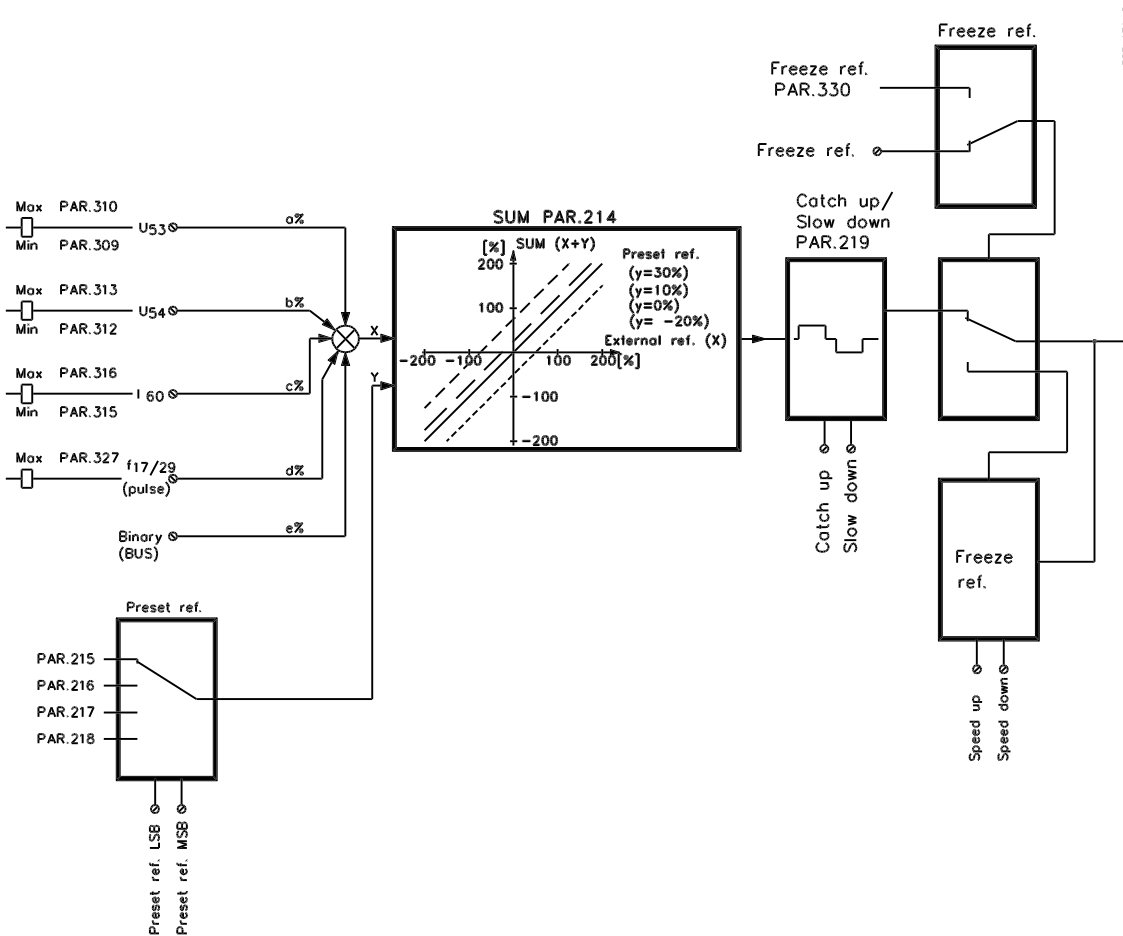 Freeze ref.
Freeze ref.
PAR.330
Freeze ref.
Max PAR.310
U53
Min PAR.309
a%
Max PAR.313
U54
Min PAR.312
b%
Max PAR.316
I 60
Min PAR.315
c%
Max PAR.327
f17/29
(pulse)
d%
Binary
(BUS)
e%
X
Y
SUM PAR.214
[%] SUM (X+Y)
200
100
-200 -100
100 200[%]
-100
-200
Preset ref.
(y=30%)
(y=10%)
(y=0%)
(y= -20%)
External ref. (X)
Catch up/
Slow down
PAR.219
Catch up
Slow down
Freeze
ref.
Speed up
Speed down
Preset ref.
PAR.215
PAR.216
PAR.217
PAR.218
Preset ref. LSB
Preset ref. MSB